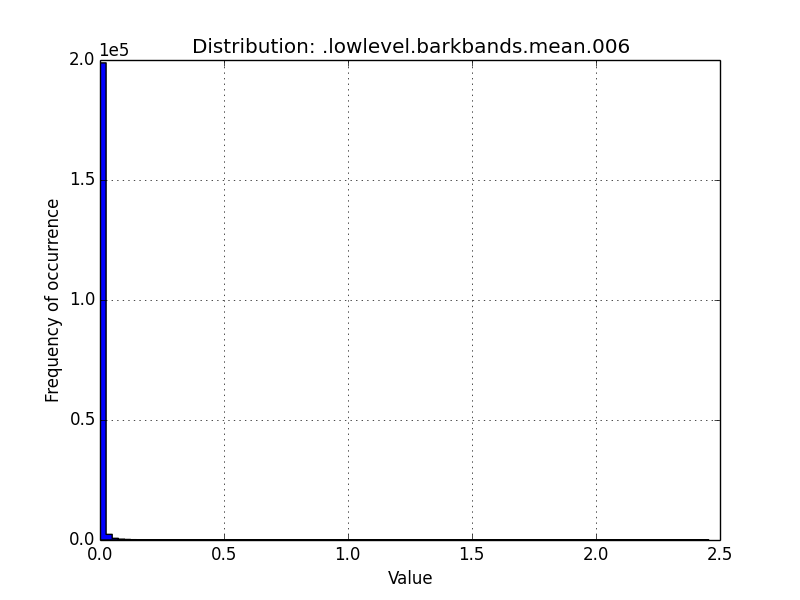 Distribution: .lowlevel.barkbands.mean.006
1e5
2.0
1.5
1.0
0.5
0.0
Frequency of occurrence
0.0 0.5 1.0 1.5 2.0 2.5
Value